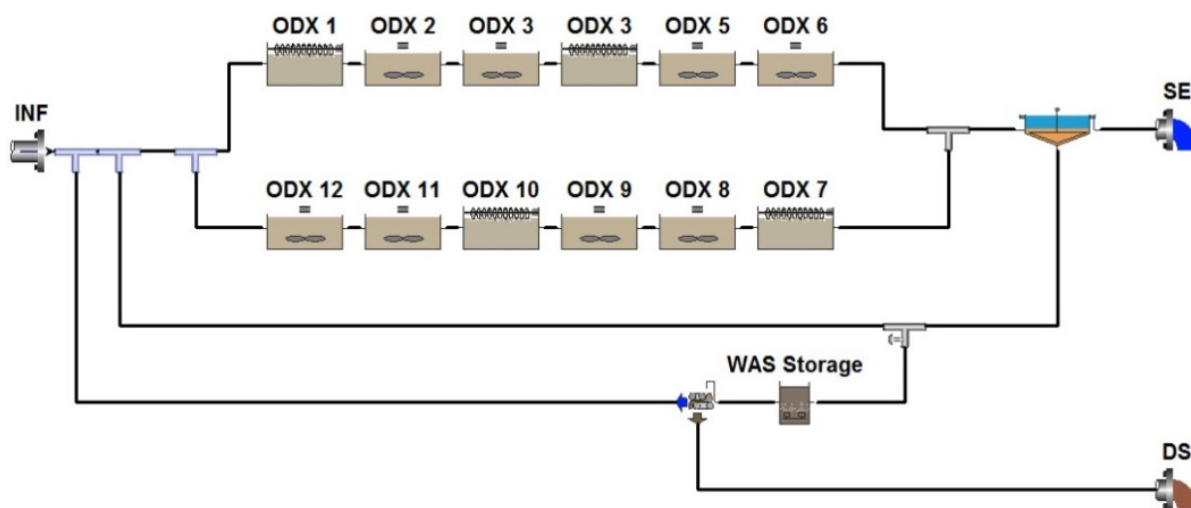 ODX 1 ODX 2 ODX 3 ODX 3 ODX 5 ODX 6
INF
SE
ODX 12 ODX 11 ODX 10 ODX 9 ODX 8 ODX 7
WAS Storage
DS